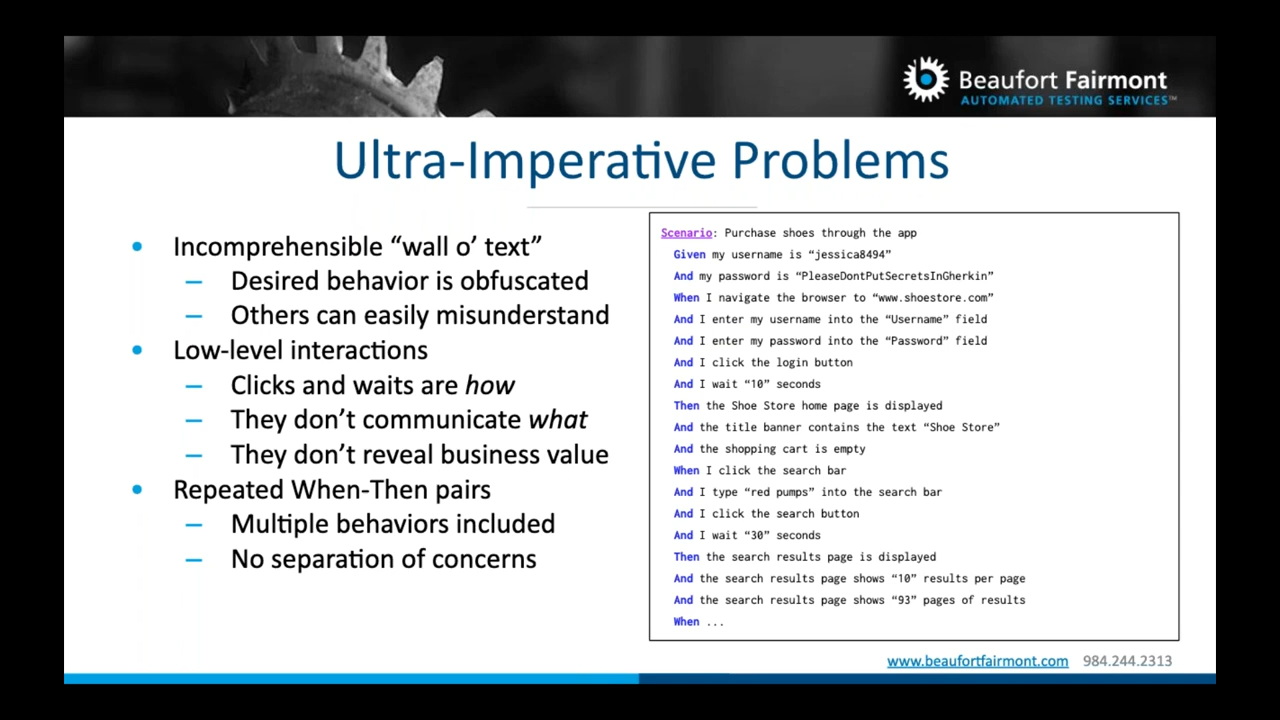 Beaufort Fairmont
AUTOMATED TESTING SERVICES™
Ultra-Imperative Problems
• Incomprehensible “wall o’ text”
– Desired behavior is obfuscated
– Others can easily misunderstand
• Low-level interactions
– Clicks and waits are how
– They don’t communicate what
– They don’t reveal business value
• Repeated When-Then pairs
– Multiple behaviors included
– No separation of concerns
Scenario: Purchase shoes through the app
Given my username is “jessica8494”
And my password is “PleaseDontPutSecretsInGherkin”
When I navigate the browser to “www.shoestore.com”
And I enter my username into the “Username” field
And I enter my password into the “Password” field
And I click the login button
And I wait “10” seconds
Then the Shoe Store home page is displayed
And the title banner contains the text “Shoe Store”
And the shopping cart is empty
When I click the search bar
And I type “red pumps” into the search bar
And I click the search button
And I wait “30” seconds
Then the search results page is displayed
And the search results page shows “10” results per page
And the search results page shows “93” pages of results
When ...
www.beaufortfairmont.com 984.244.2313